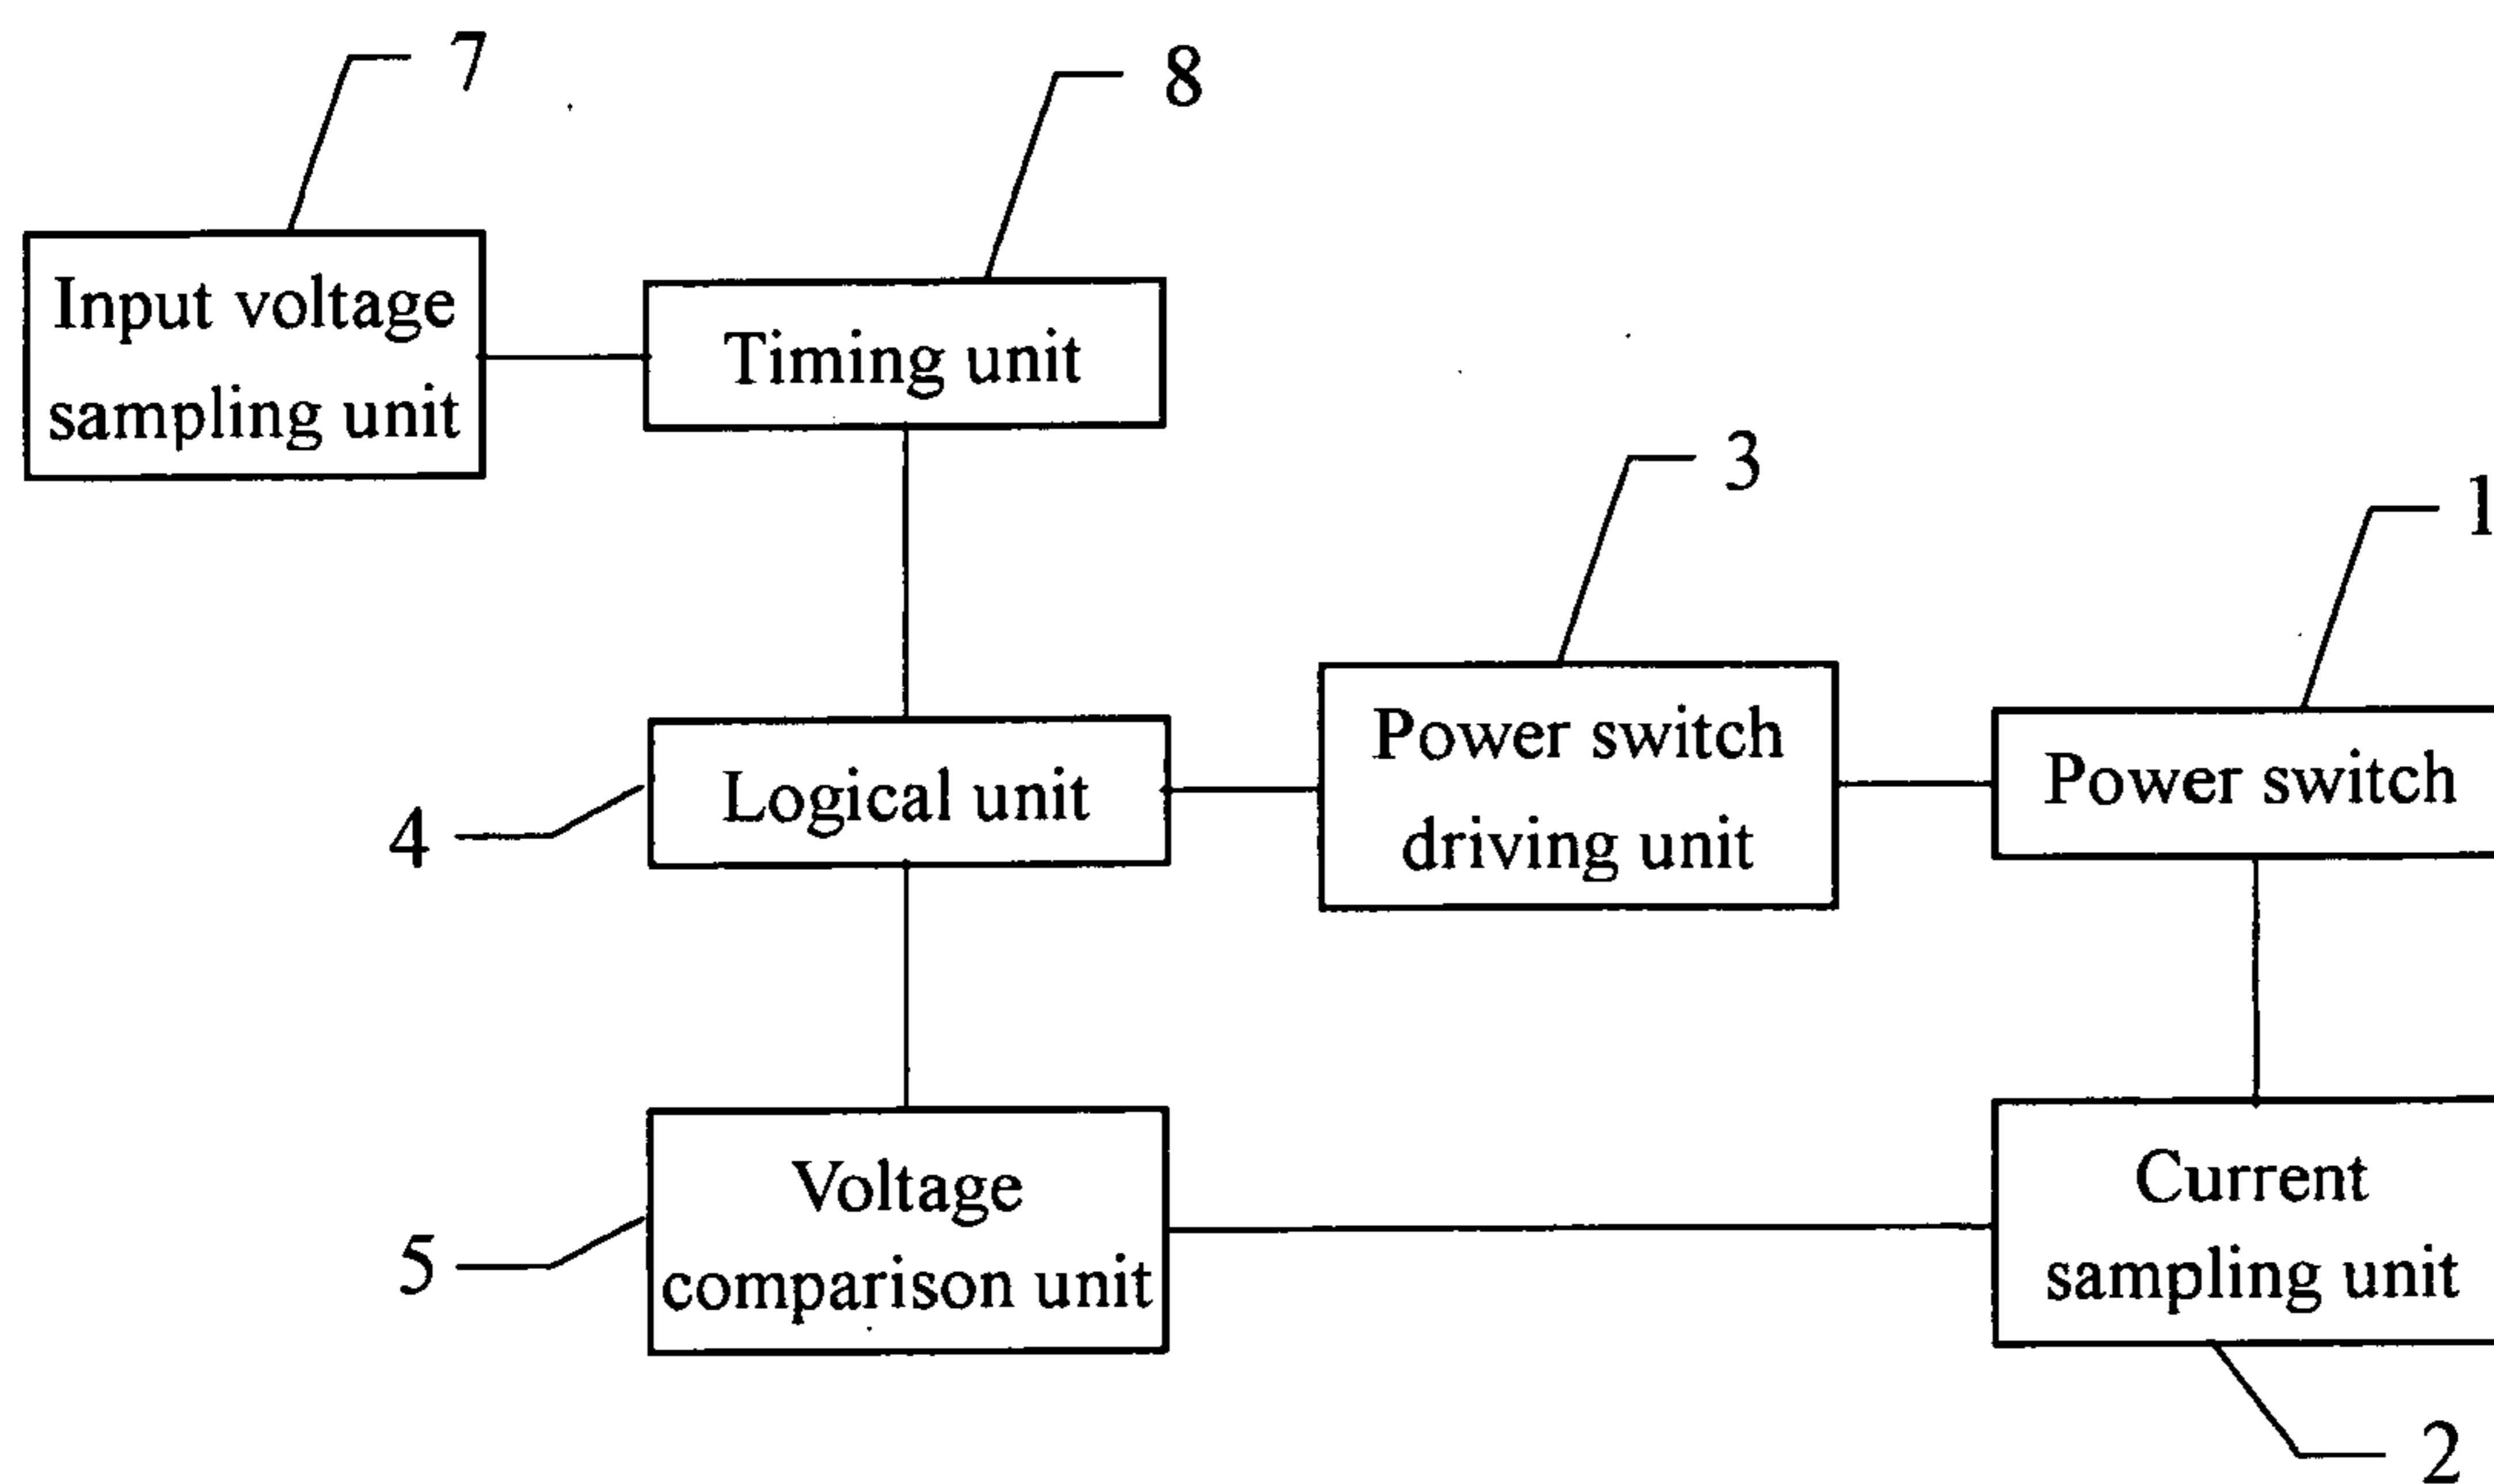 7
8
Input voltage
sampling unit
Timing unit
3
1
Power switch
driving unit
Power switch
Logical unit
4
Voltage
comparison unit
5
Current
sampling unit
2